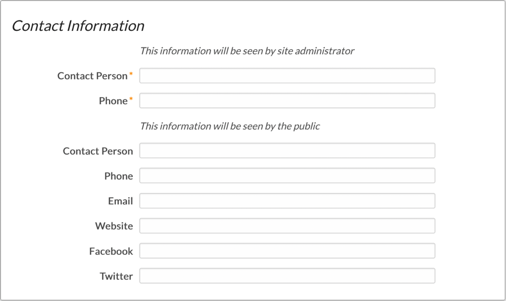 Contact Information
This information will be seen by site administrator
Contact Person*
Phone*
This information will be seen by the public
Contact Person
Phone
Email
Website
Facebook
Twitter